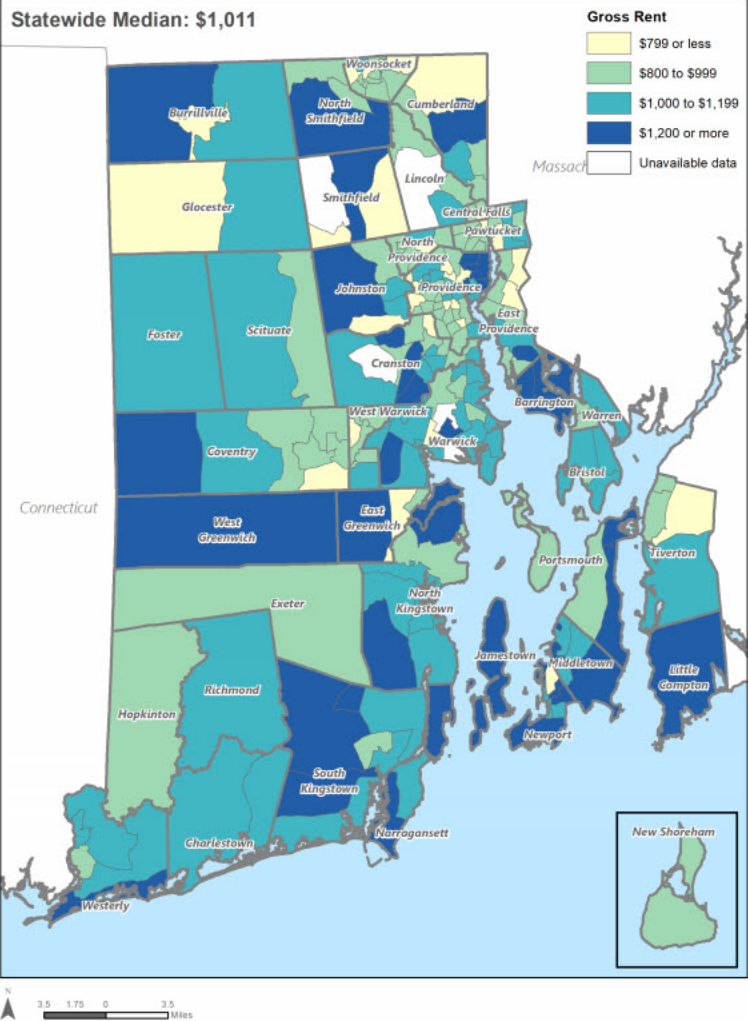 Statewide Median: $1,011
Gross Rent
$799 or less
$800 to $999
$1,000 to $1,199
$1,200 or more
Unavailable data
Massach
Connecticut
Woonsocket
Burrillville
North
Smithfield
Cumberland
Lincoln
Smithfield
Glocester
Central Falls
Pawtucket
North
Providence
Johnston
Providence
East
Providence
Foster
Scituate
Cranston
Barrington
Warren
West Warwick
Warwick
Coventry
Bristol
West
Greenwich
East
Greenwich
Portsmouth
Tiverton
Exeter
North
Kingstown
Jamestown
Middletown
Little
Compton
Richmond
Hopkinton
Newport
South
Kingstown
Narragansett
Charlestown
Westerly
New Shoreham
N
3.5 1.75 0 3.5
Miles